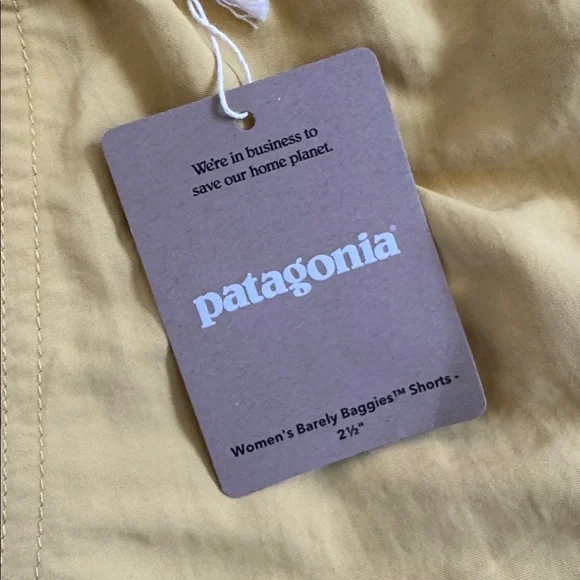 We're in business to
save our home planet.
patagonia®
Women's Barely Baggies™ Shorts -
2½"